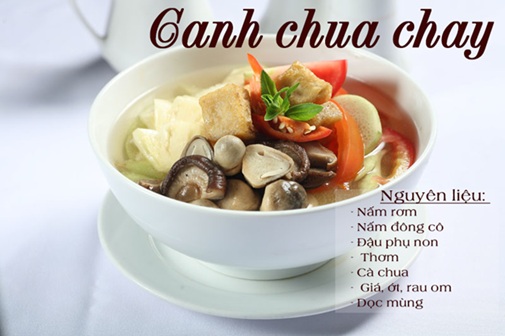 Canh chua chay
Nguyên liệu:
· Nấm rơm
· Nấm đông cô
· Đậu phụ non
· Thơm
· Cà chua
· Giá, ớt, rau om
· Dọc mùng